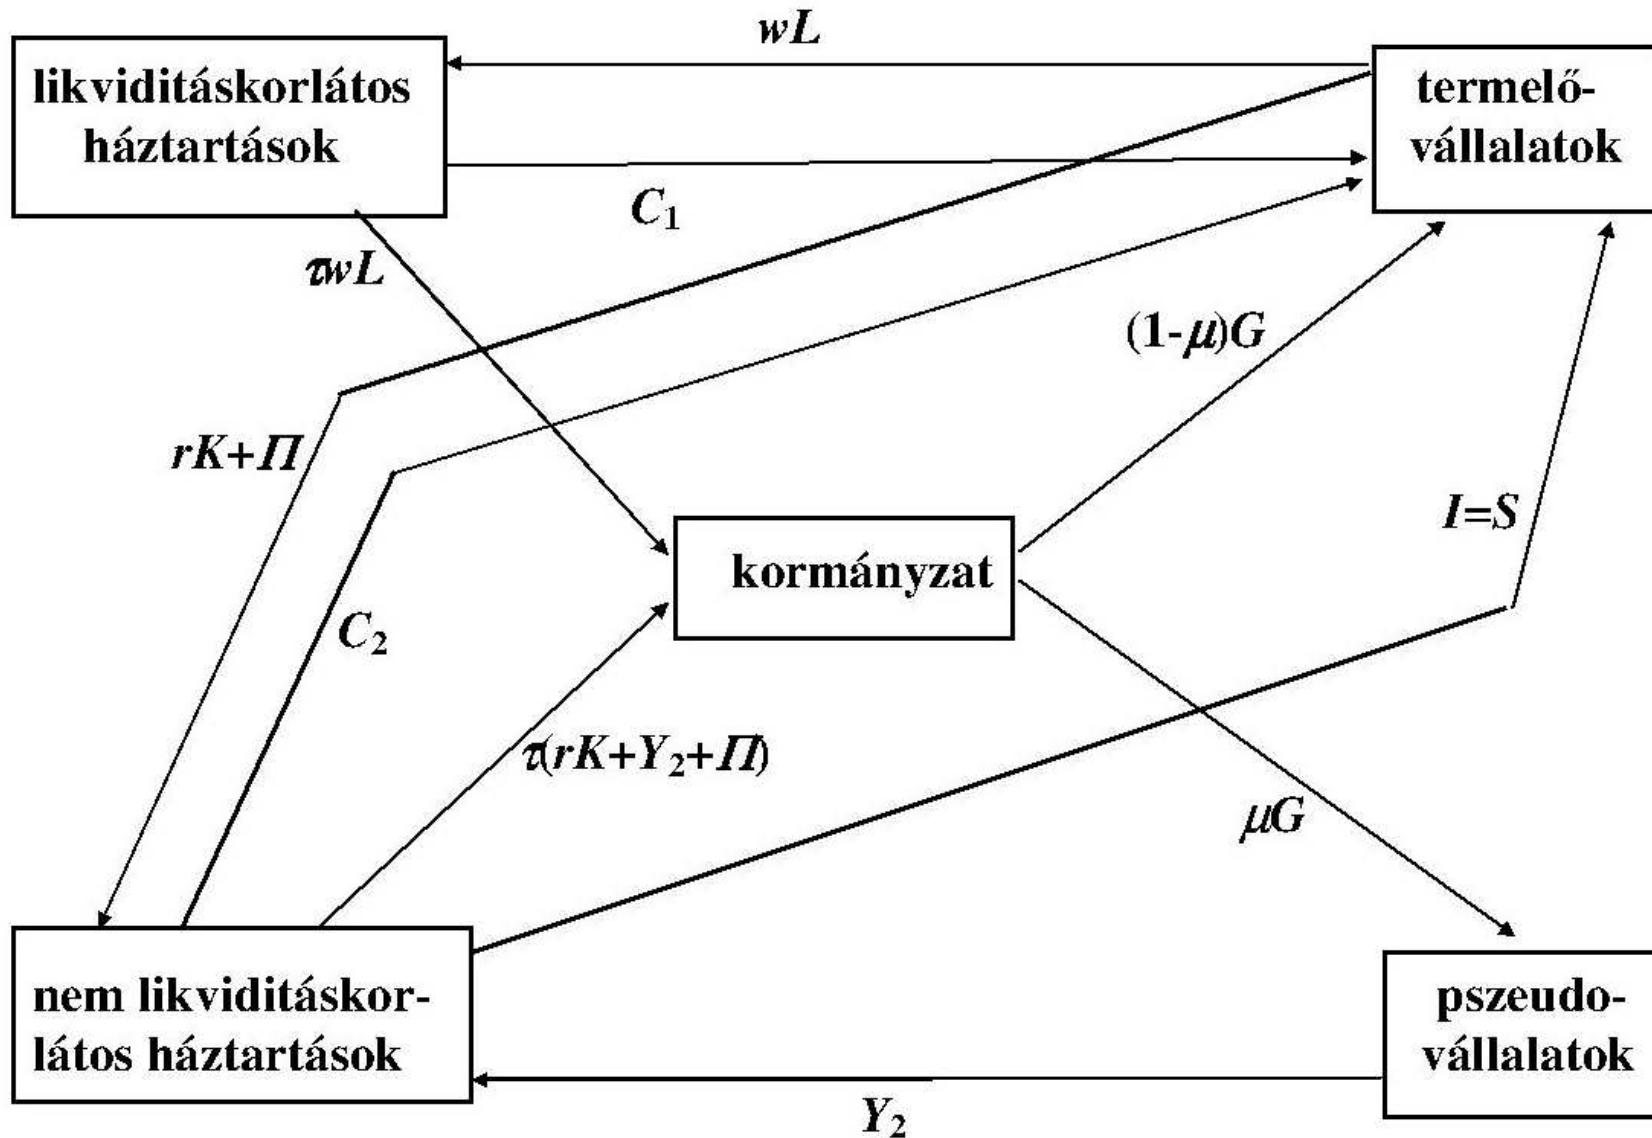 wL
likviditáskorlátos
háztartások
termelő-
vállalatok
C₁
τwL
(1-μ)G
rK+Π
I=S
kormányzat
C₂
τ(rK+Y₂+Π)
μG
nem likviditáskor-
látos háztartások
pszeudo-
vállalatok
Y₂